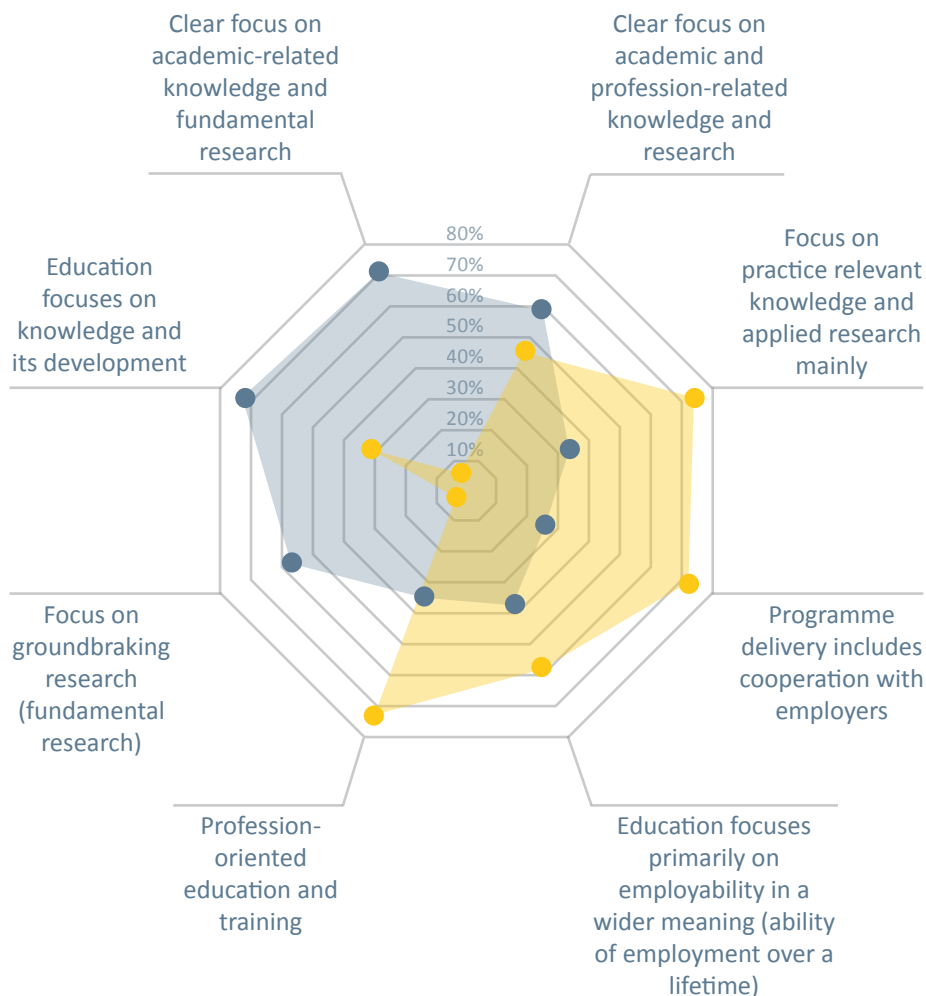 Clear focus on
academic-related
knowledge and
fundamental
research
Clear focus on
academic and
profession-related
knowledge and
research
80%
70%
60%
50%
40%
30%
20%
10%
Education
focuses on
knowledge and
its development
Focus on
practice relevant
knowledge and
applied research
mainly
Focus on
groundbraking
research
(fundamental
research)
Programme
delivery includes
cooperation with
employers
Profession-
oriented
education and
training
Education focuses
primarily on
employability in a
wider meaning (ability
of employment over a
lifetime)